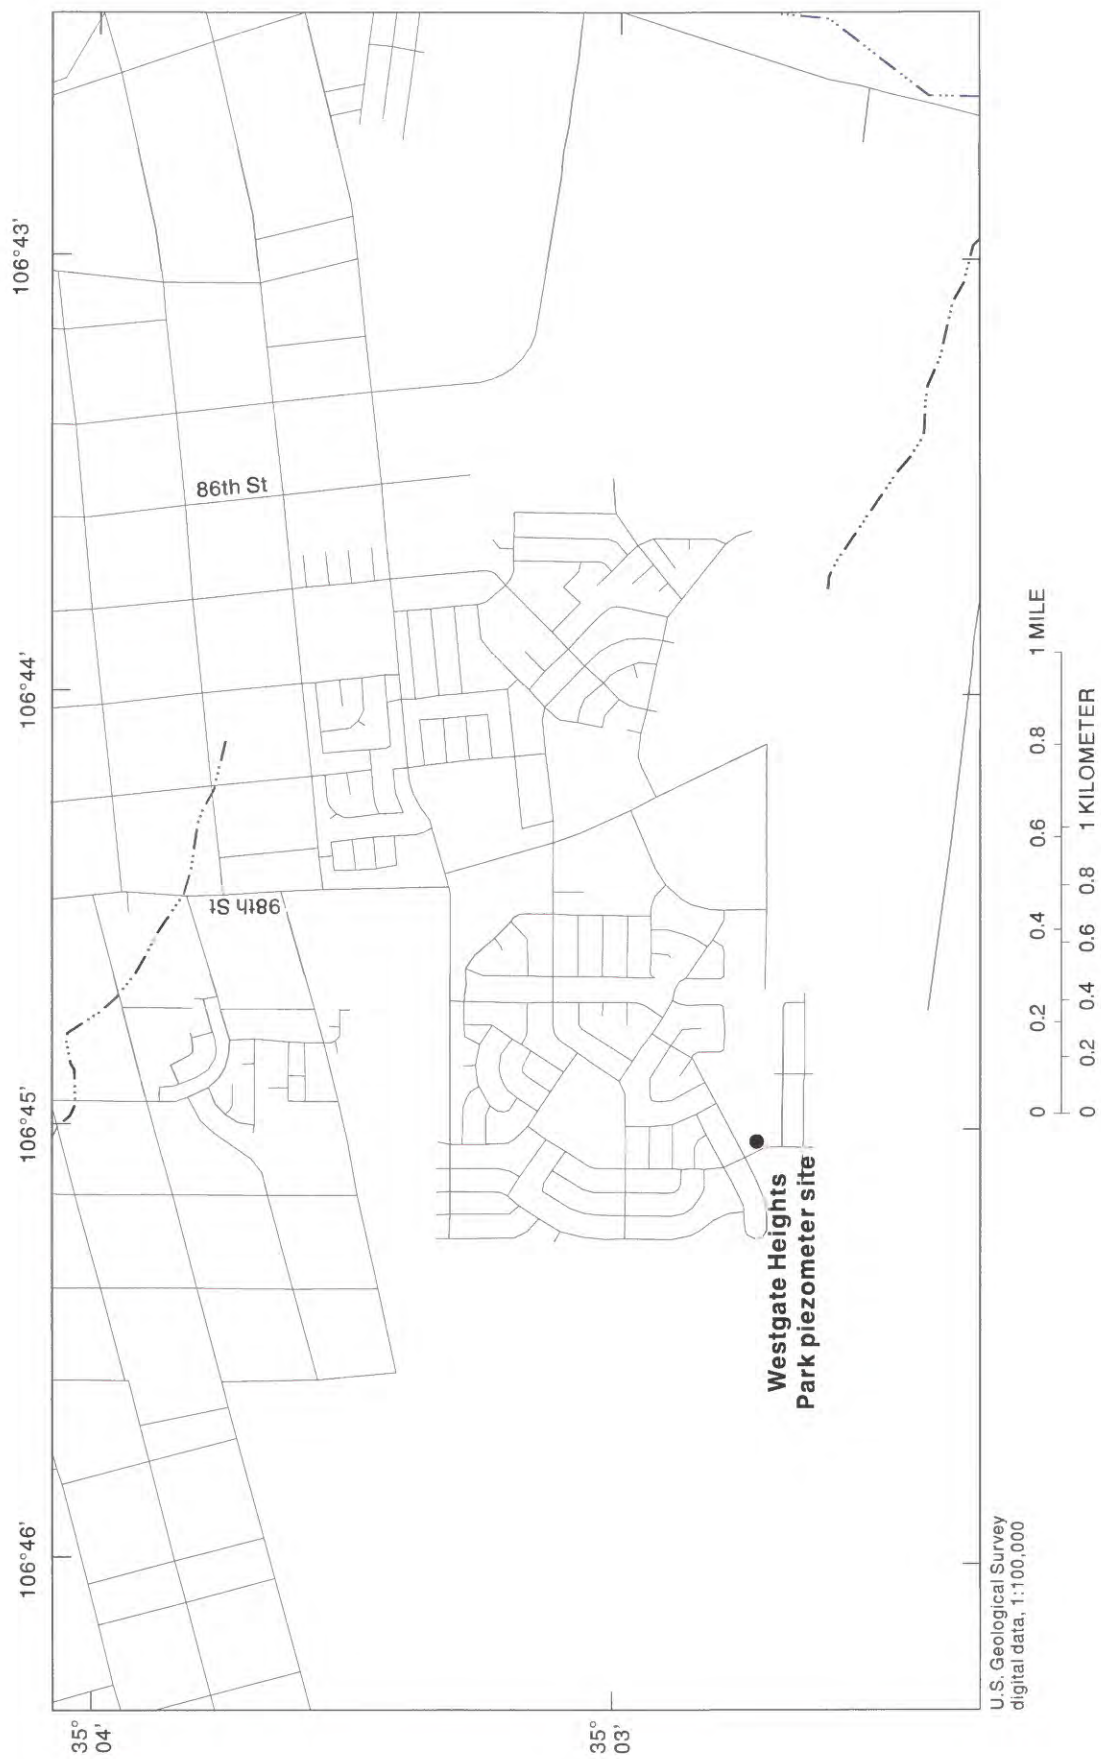 106°46'
106°45'
106°44'
106°43'
35°
04'
35°
03'
86th St
98th St
Westgate Heights
Park piezometer site
U.S. Geological Survey
digital data, 1:100,000
0 0.2 0.4 0.6 0.8 1 MILE
0 0.2 0.4 0.6 0.8 1 KILOMETER